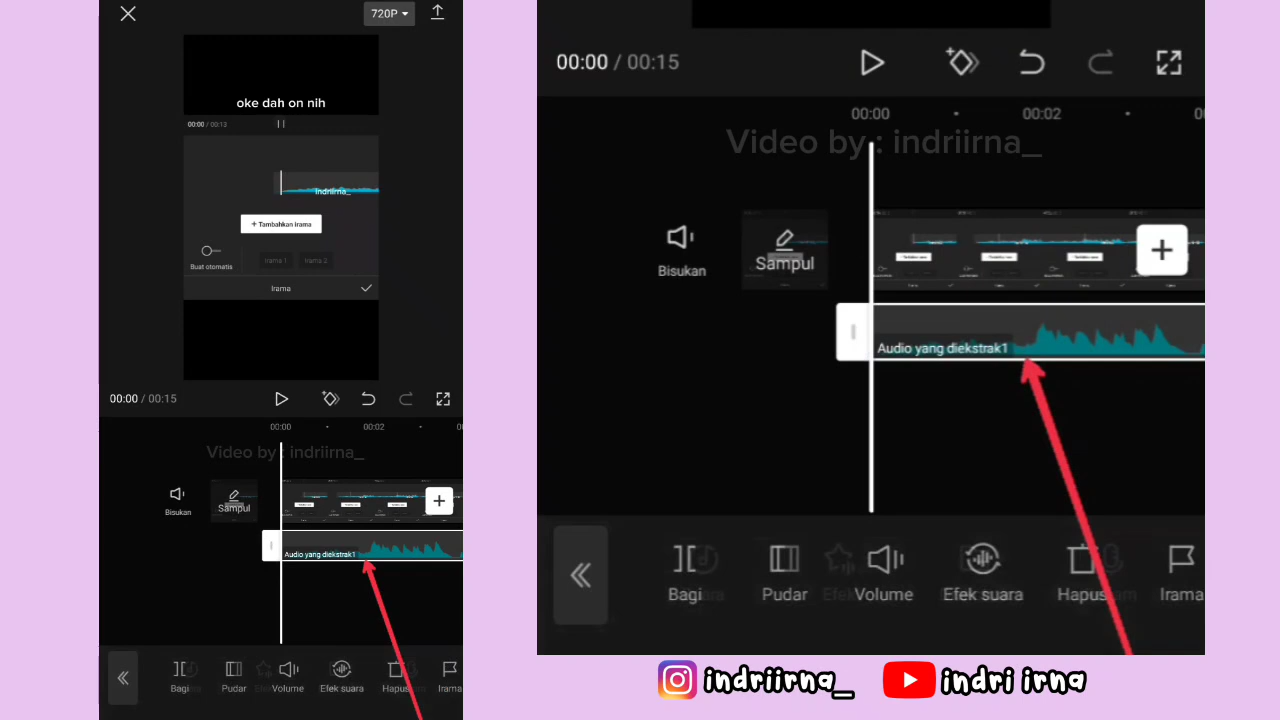 720P
oke dah on nih
00:00 / 00:13
indriirna_
+ Tambahkan irama
Buat otomatis
Irama 1
Irama 2
Irama
00:00 / 00:15
00:00
00:02
Video by : indriirna_
Bisukan
Sampul
Audio yang diekstrak1
Bagi
Pudar
Volume
Efek suara
Hapus
Irama
00:00 / 00:15
00:00
00:02
Video by : indriirna_
Bisukan
Sampul
Audio yang diekstrak1
Bagi
Pudar
Volume
Efek suara
Hapus
Irama
indriirna_
indri irna